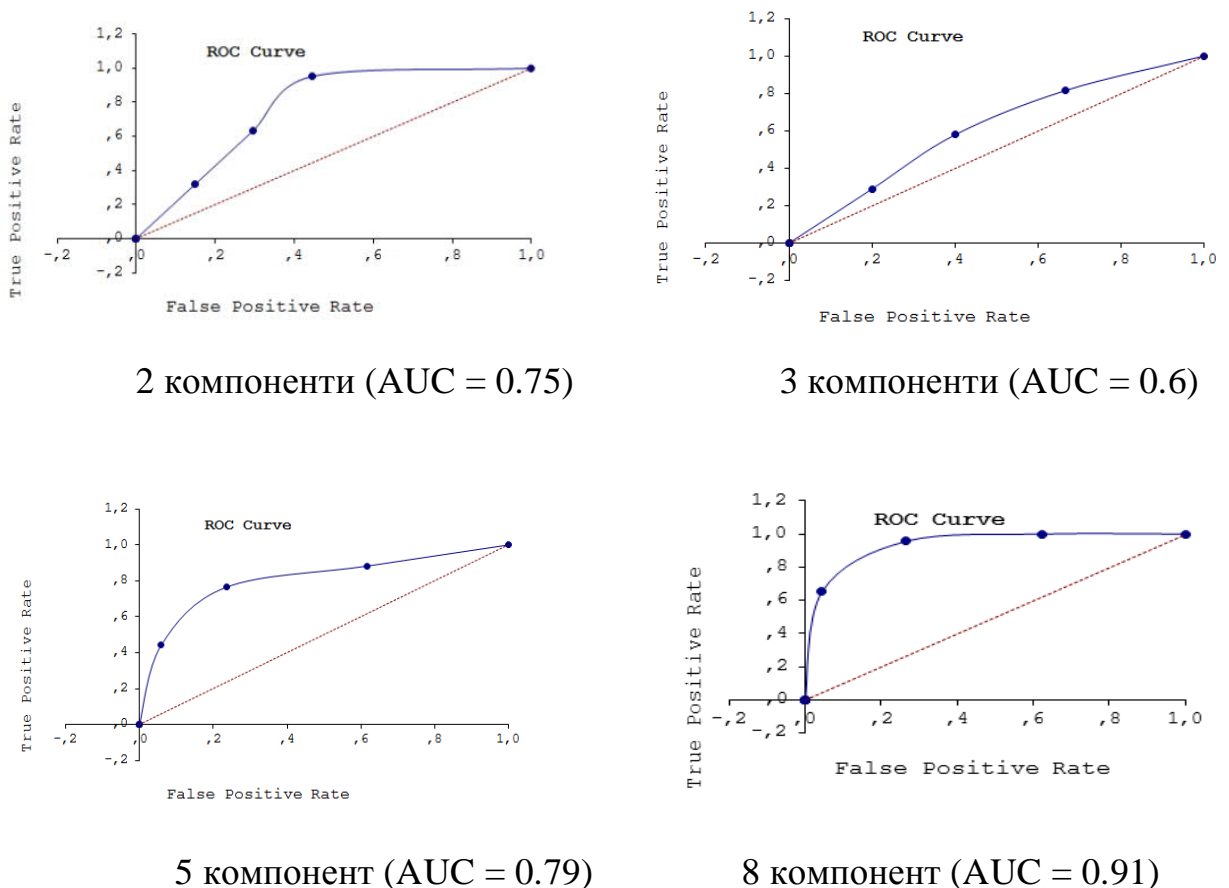 1,2
ROC Curve
1,0
,8
,6
,4
,2
,0
-,2
-,2 ,0 ,2 ,4 ,6 ,8 1,0
True Positive Rate
False Positive Rate
2 компоненти (AUC = 0.75)
1,2
ROC Curve
1,0
,8
,6
,4
,2
,0
-,2
-,2 ,0 ,2 ,4 ,6 ,8 1,0
True Positive Rate
False Positive Rate
3 компоненти (AUC = 0.6)
1,2
ROC Curve
1,0
,8
,6
,4
,2
,0
-,2
-,2 ,0 ,2 ,4 ,6 ,8 1,0
True Positive Rate
False Positive Rate
5 компонент (AUC = 0.79)
1,2
ROC Curve
1,0
,8
,6
,4
,2
,0
-,2
-,2 ,0 ,2 ,4 ,6 ,8 1,0
True Positive Rate
False Positive Rate
8 компонент (AUC = 0.91)